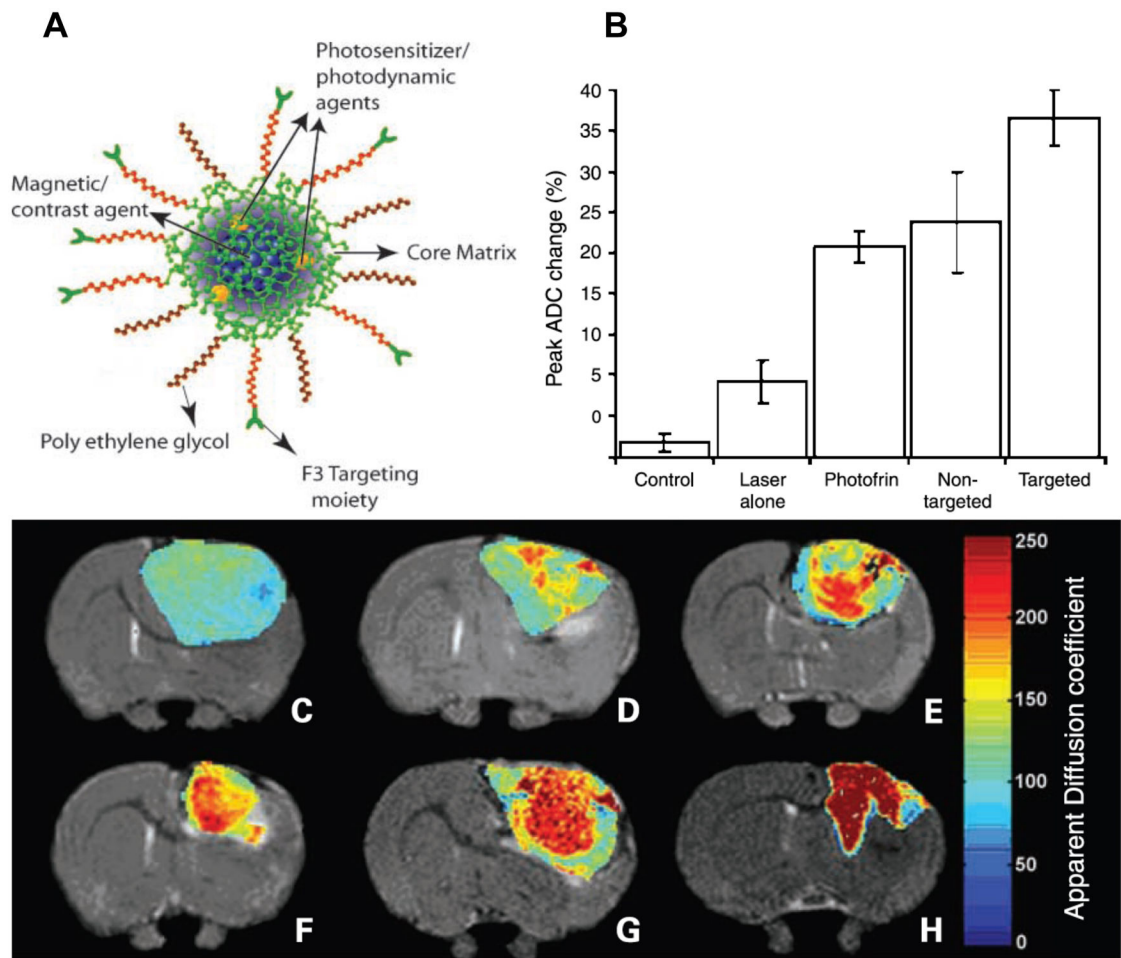 A
Photosensitizer/
photodynamic
agents
Magnetic/
contrast agent
Core Matrix
Poly ethylene glycol
F3 Targeting
moiety
B
Peak ADC change (%)
40
35
30
25
20
15
10
5
0
Control
Laser
alone
Photofrin
Non-
targeted
Targeted
C
D
E
F
G
H
250
200
150
100
50
0
Apparent Diffusion coefficient